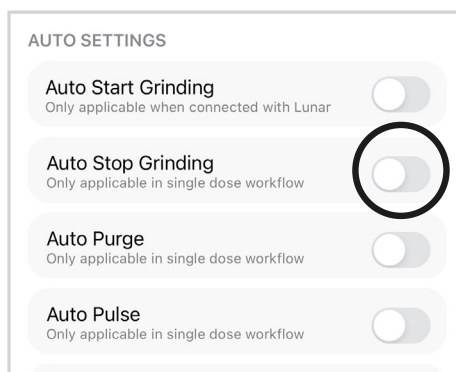 AUTO SETTINGS
Auto Start Grinding
Only applicable when connected with Lunar
Auto Stop Grinding
Only applicable in single dose workflow
Auto Purge
Only applicable in single dose workflow
Auto Pulse
Only applicable in single dose workflow